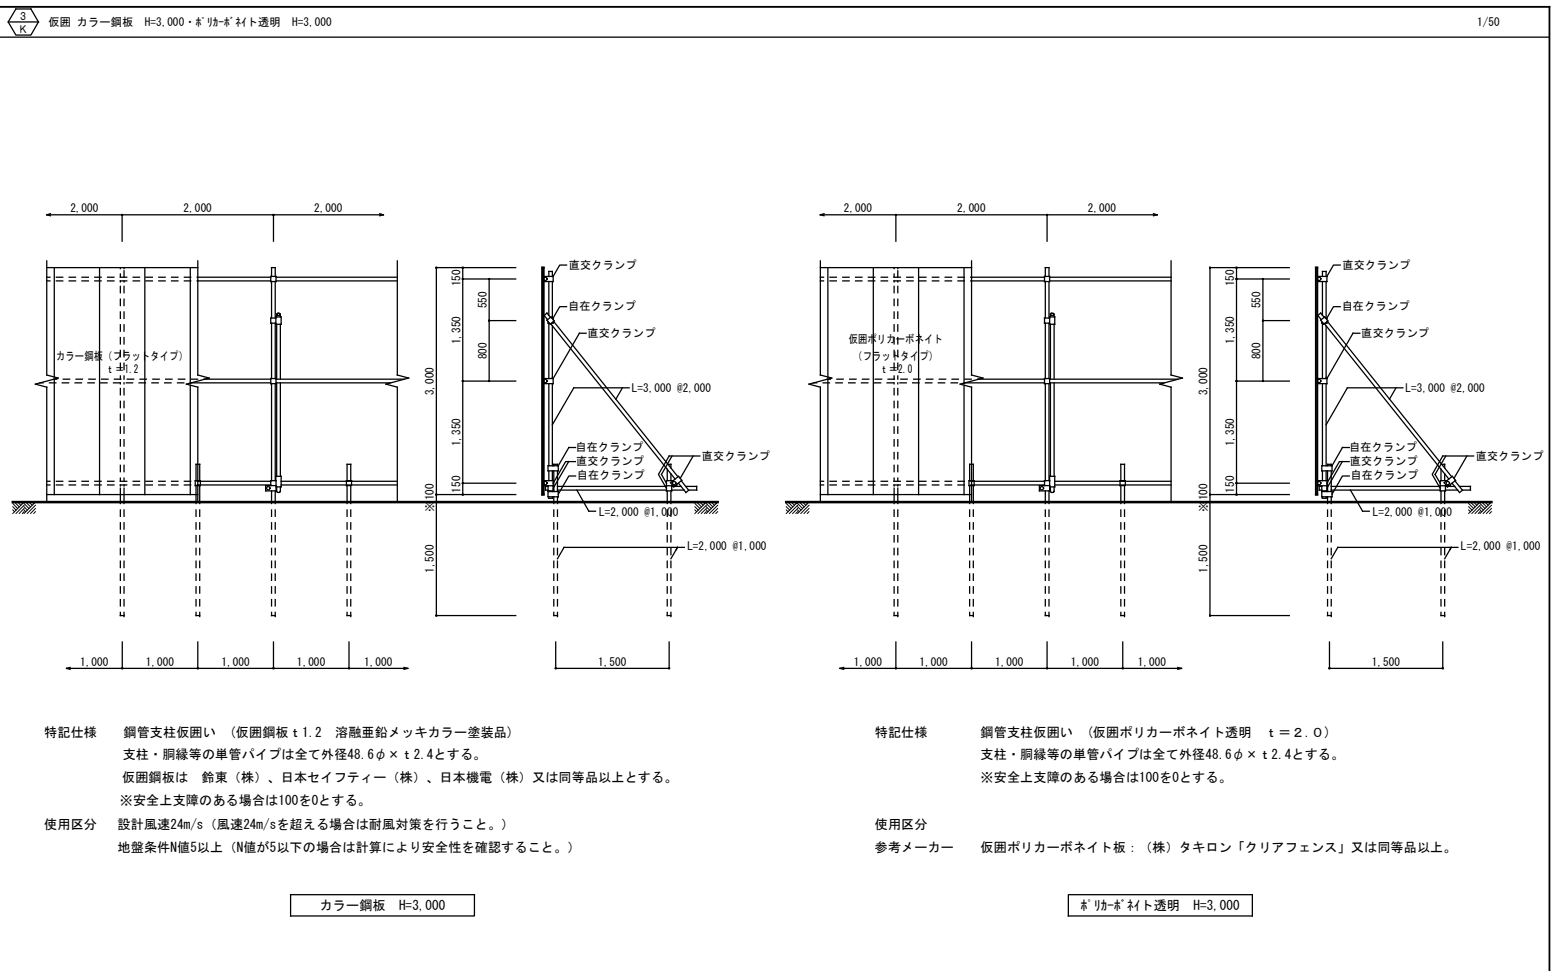 3
K
仮囲 カラー鋼板 H=3,000・ﾎﾟﾘｶｰﾎﾞﾈｲﾄ透明 H=3,000
1/50
2,000 2,000 2,000
カラー鋼板(フラットタイプ)
t=1.2
150
550
1,350
800
3,000
1,350
150
※100
1,500
直交クランプ
自在クランプ
直交クランプ
L=3,000 @2,000
自在クランプ
直交クランプ
自在クランプ
直交クランプ
L=2,000 @1,000
L=2,000 @1,000
1,000 1,000 1,000 1,000 1,000
1,500
2,000 2,000 2,000
仮囲ポリカーボネイト
(フラットタイプ)
t=2.0
150
550
1,350
800
3,000
1,350
150
※100
1,500
直交クランプ
自在クランプ
直交クランプ
L=3,000 @2,000
自在クランプ
直交クランプ
自在クランプ
直交クランプ
L=2,000 @1,000
L=2,000 @1,000
1,000 1,000 1,000 1,000 1,000
1,500
特記仕様 鋼管支柱仮囲い (仮囲鋼板t1.2 溶融亜鉛メッキカラー塗装品)
支柱・胴縁等の単管パイプは全て外径48.6φ×t2.4とする。
仮囲鋼板は 鈴東(株)、日本セイフティー(株)、日本機電(株)又は同等品以上とする。
※安全上支障のある場合は100を0とする。
使用区分 設計風速24m/s(風速24m/sを超える場合は耐風対策を行うこと。)
地盤条件N値5以上(N値が5以下の場合は計算により安全性を確認すること。)
カラー鋼板 H=3,000
特記仕様 鋼管支柱仮囲い (仮囲ポリカーボネイト透明 t=2.0)
支柱・胴縁等の単管パイプは全て外径48.6φ×t2.4とする。
※安全上支障のある場合は100を0とする。
使用区分
参考メーカー 仮囲ポリカーボネイト板:(株)タキロン「クリアフェンス」又は同等品以上。
ﾎﾟﾘｶｰﾎﾞﾈｲﾄ透明 H=3,000